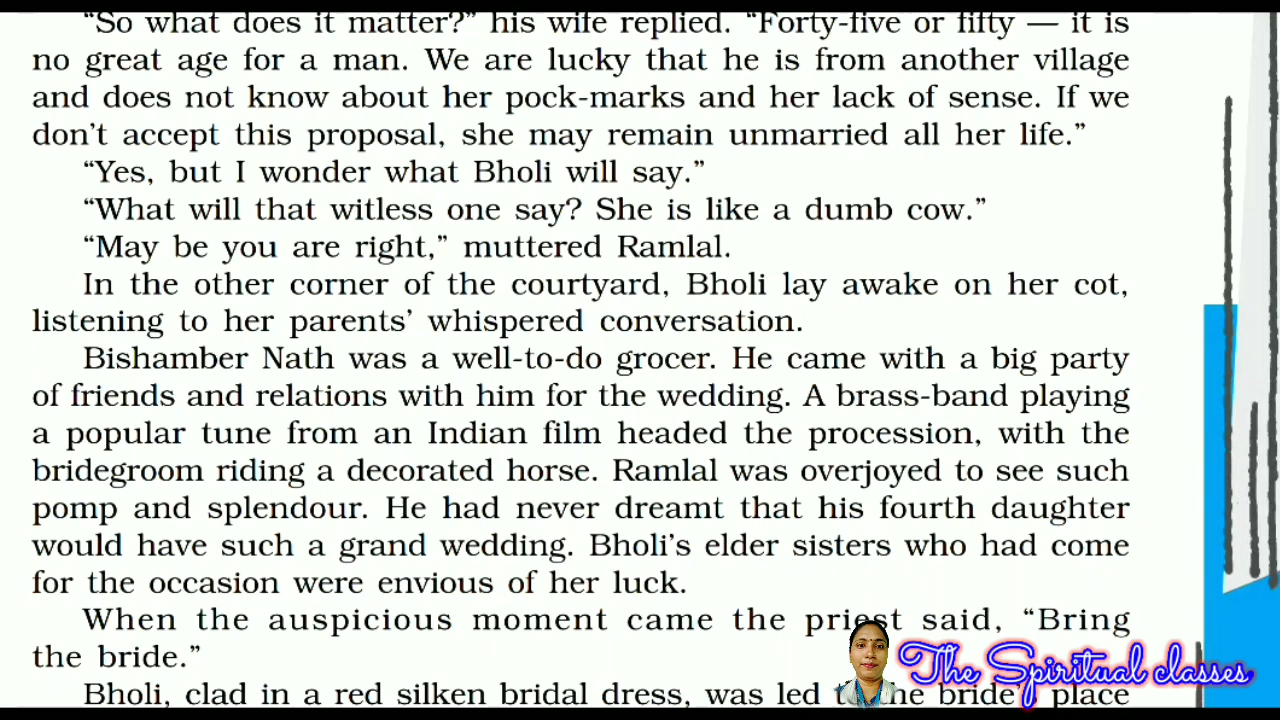 “So what does it matter?” his wife replied. “Forty-five or fifty — it is
no great age for a man. We are lucky that he is from another village
and does not know about her pock-marks and her lack of sense. If we
don’t accept this proposal, she may remain unmarried all her life.”
“Yes, but I wonder what Bholi will say.”
“What will that witless one say? She is like a dumb cow.”
“May be you are right,” muttered Ramlal.
In the other corner of the courtyard, Bholi lay awake on her cot,
listening to her parents’ whispered conversation.
Bishamber Nath was a well-to-do grocer. He came with a big party
of friends and relations with him for the wedding. A brass-band playing
a popular tune from an Indian film headed the procession, with the
bridegroom riding a decorated horse. Ramlal was overjoyed to see such
pomp and splendour. He had never dreamt that his fourth daughter
would have such a grand wedding. Bholi’s elder sisters who had come
for the occasion were envious of her luck.
When the auspicious moment came the priest said, “Bring
the bride.”
The Spiritual classes
Bholi, clad in a red silken bridal dress, was led place